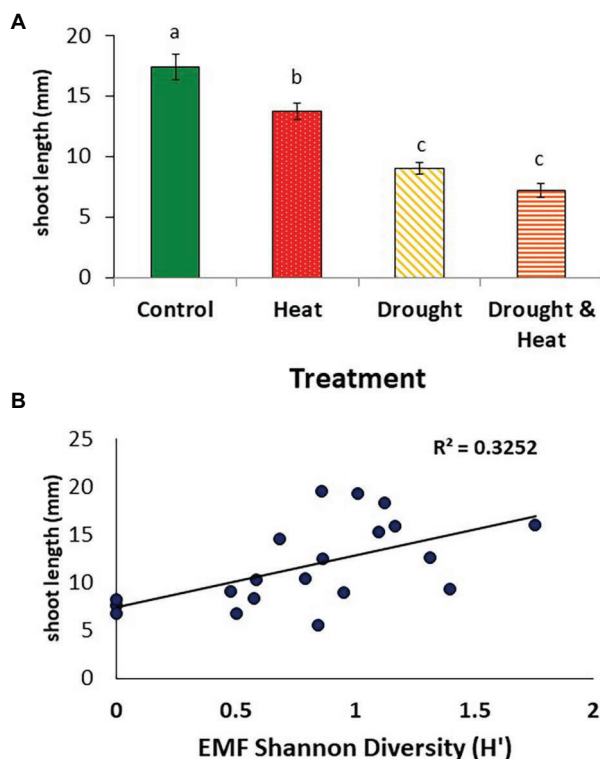 A
shoot length (mm)
20
15
10
5
0
a
b
c
c
Control
Heat
Drought
Drought &
Heat
Treatment
B
shoot length (mm)
25
20
15
10
5
0
R² = 0.3252
0
0.5
1
1.5
2
EMF Shannon Diversity (H')